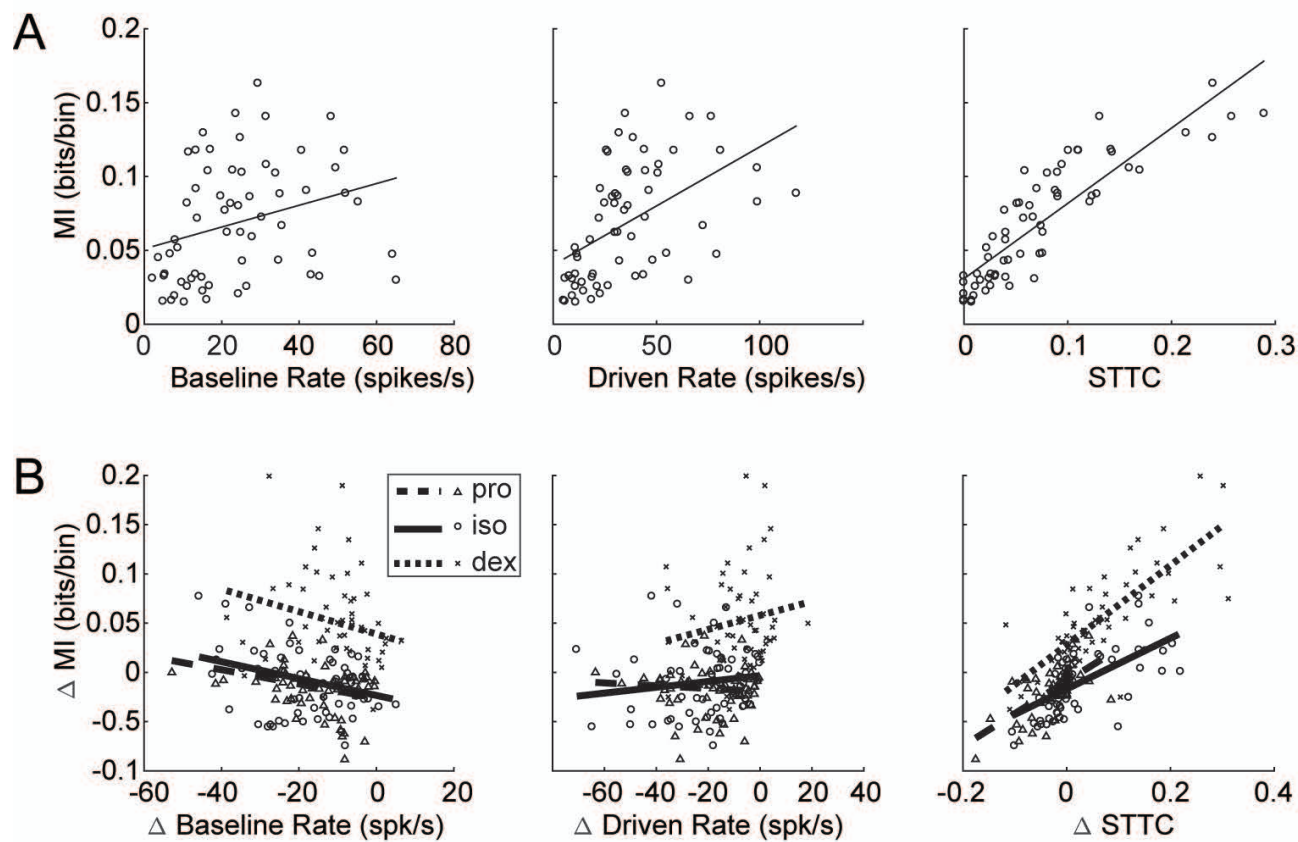 A
MI (bits/bin)
0.2
0.15
0.1
0.05
0
0 20 40 60 80
Baseline Rate (spikes/s)
0 50 100
Driven Rate (spikes/s)
0 0.1 0.2 0.3
STTC
B
△ MI (bits/bin)
0.2
0.15
0.1
0.05
0
-0.5
-0.1
pro
iso
dex
-60 -40 -20 0 20
△ Baseline Rate (spk/s)
-80 -60 -40 -20 0 20 40
△ Driven Rate (spk/s)
-0.2 0 0.2 0.4
△ STTC